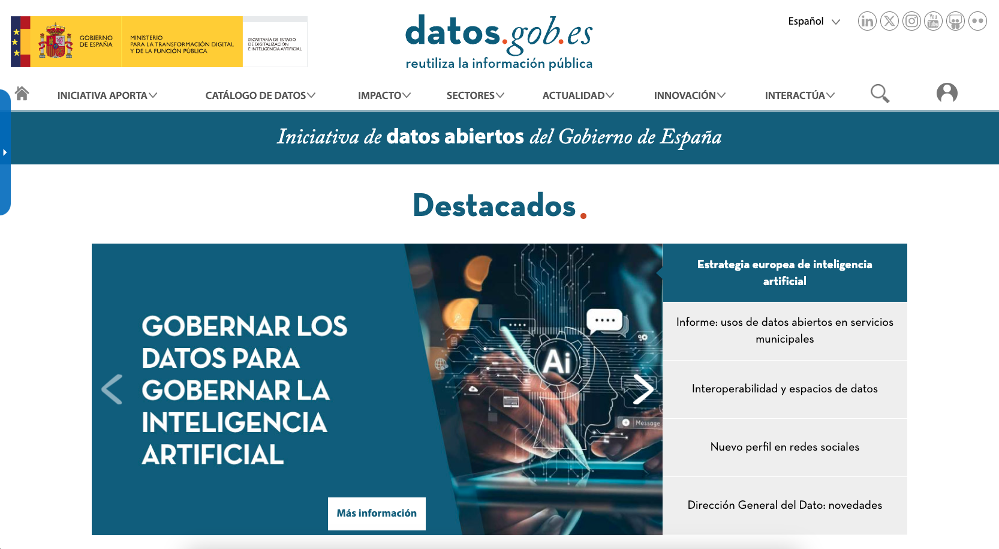 GOBIERNO
DE ESPAÑA
MINISTERIO
PARA LA TRANSFORMACIÓN DIGITAL
Y DE LA FUNCIÓN PÚBLICA
SECRETARÍA DE ESTADO
DE DIGITALIZACIÓN
E INTELIGENCIA ARTIFICIAL
datos.gob.es
reutiliza la información pública
Español
in
X
You
Tube
INICIATIVA APORTA
CATÁLOGO DE DATOS
IMPACTO
SECTORES
ACTUALIDAD
INNOVACIÓN
INTERACTÚA
Iniciativa de datos abiertos del Gobierno de España
Destacados.
GOBERNAR LOS
DATOS PARA
GOBERNAR LA
INTELIGENCIA
ARTIFICIAL
Más información
Ai
Message
Estrategia europea de inteligencia
artificial
Informe: usos de datos abiertos en servicios
municipales
Interoperabilidad y espacios de datos
Nuevo perfil en redes sociales
Dirección General del Dato: novedades